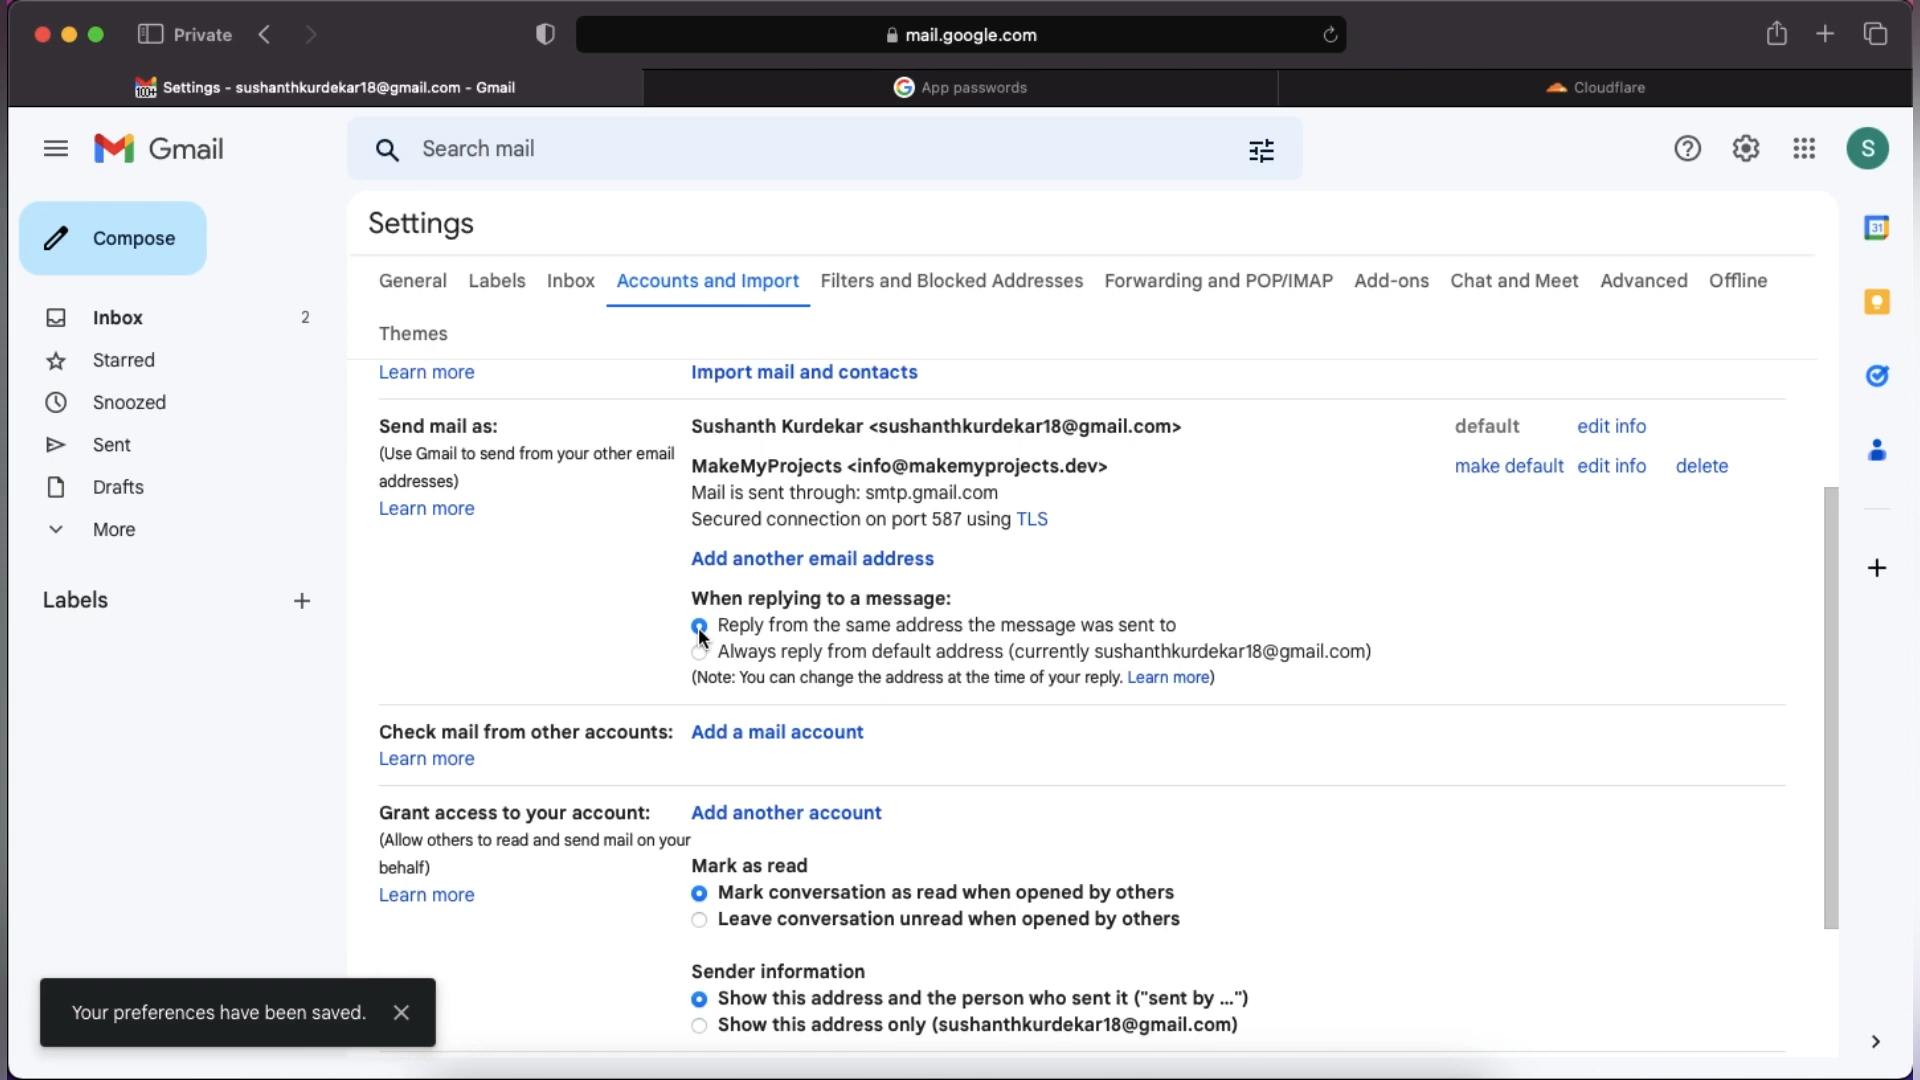 Private
mail.google.com
Settings - sushanthkurdekar18@gmail.com - Gmail
App passwords
Cloudflare
Gmail
Search mail
S
Compose
Settings
General Labels Inbox Accounts and Import Filters and Blocked Addresses Forwarding and POP/IMAP Add-ons Chat and Meet Advanced Offline
Themes
Inbox 2
Starred
Snoozed
Sent
Drafts
More
Labels
Learn more Import mail and contacts
Send mail as:
(Use Gmail to send from your other email
addresses)
Learn more
Sushanth Kurdekar <sushanthkurdekar18@gmail.com> default edit info
MakeMyProjects <info@makemyprojects.dev> make default edit info delete
Mail is sent through: smtp.gmail.com
Secured connection on port 587 using TLS
Add another email address
When replying to a message:
Reply from the same address the message was sent to
Always reply from default address (currently sushanthkurdekar18@gmail.com)
(Note: You can change the address at the time of your reply. Learn more)
Check mail from other accounts: Add a mail account
Learn more
Grant access to your account: Add another account
(Allow others to read and send mail on your
behalf)
Learn more
Mark as read
Mark conversation as read when opened by others
Leave conversation unread when opened by others
Sender information
Show this address and the person who sent it ("sent by ...")
Show this address only (sushanthkurdekar18@gmail.com)
Your preferences have been saved.
31
100+